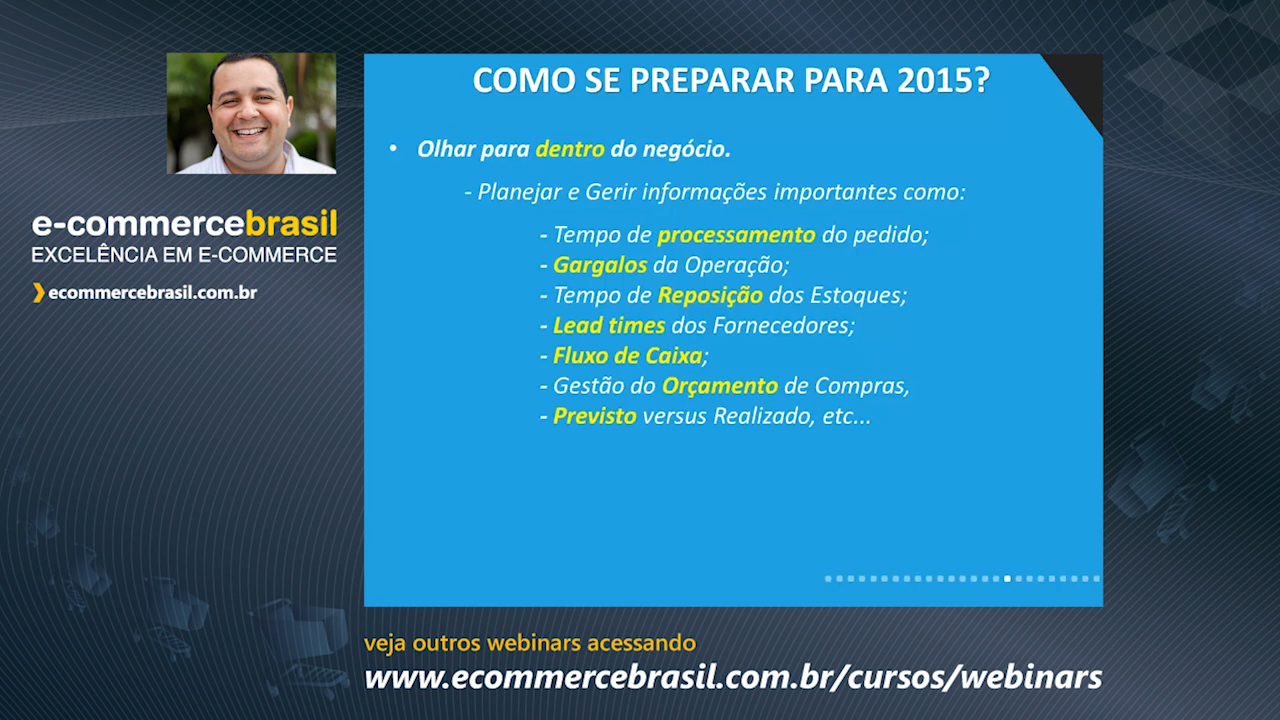 e-commercebrasil
EXCELÊNCIA EM E-COMMERCE
ecommercebrasil.com.br
COMO SE PREPARAR PARA 2015?
• Olhar para dentro do negócio.
- Planejar e Gerir informações importantes como:
- Tempo de processamento do pedido;
- Gargalos da Operação;
- Tempo de Reposição dos Estoques;
- Lead times dos Fornecedores;
- Fluxo de Caixa;
- Gestão do Orçamento de Compras,
- Previsto versus Realizado, etc...
veja outros webinars acessando
www.ecommercebrasil.com.br/cursos/webinars